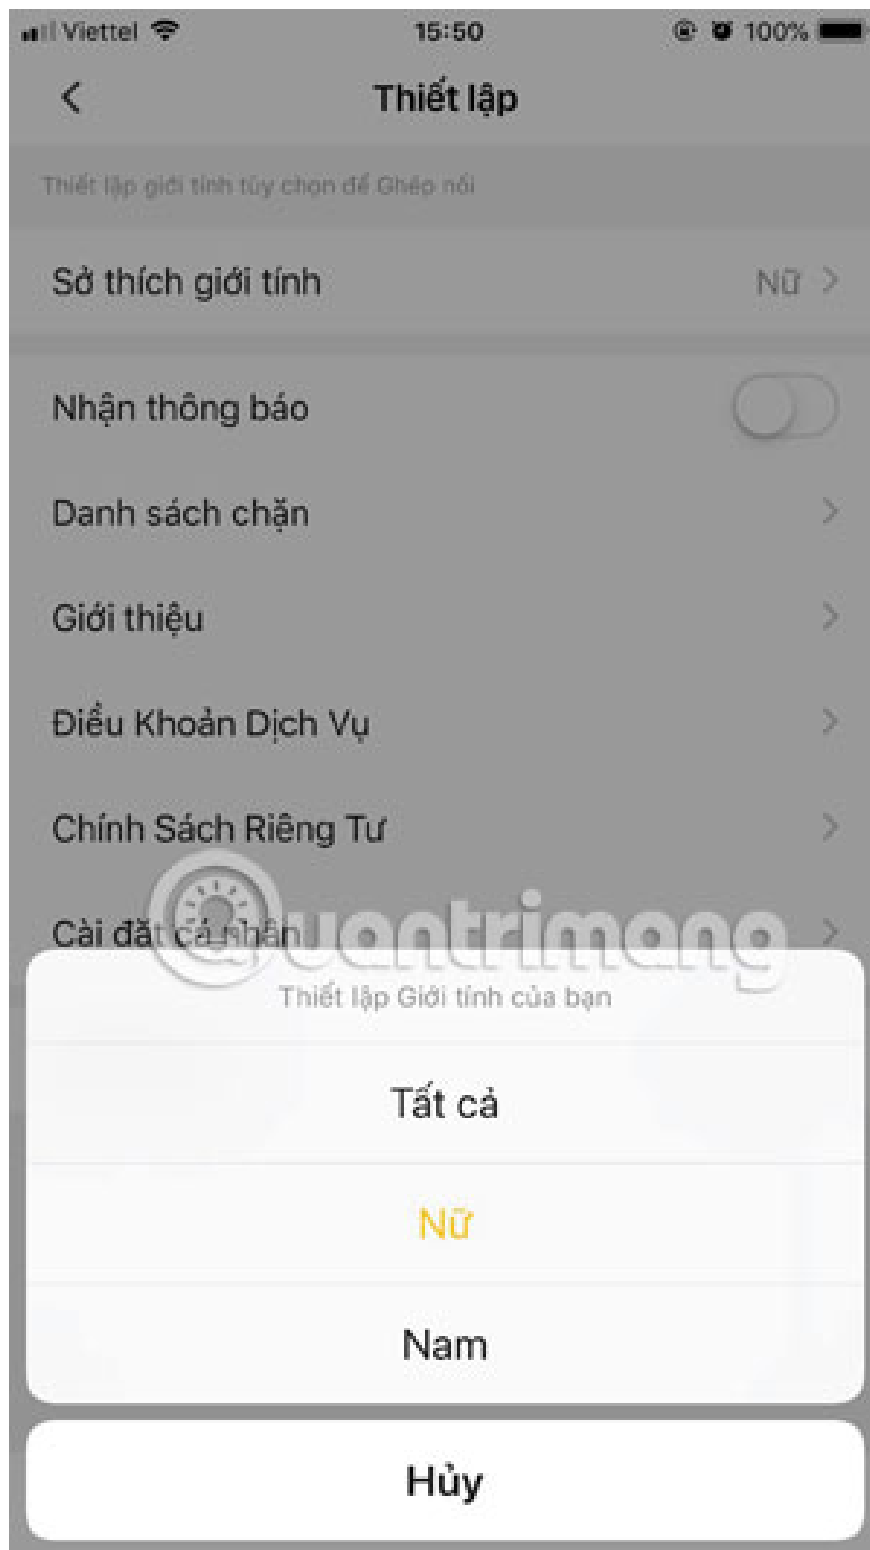 Viettel 15:50 100%
Thiết lập
Thiết lập giới tính tùy chọn để Ghép nối
Sở thích giới tính Nữ
Nhận thông báo
Danh sách chặn
Giới thiệu
Điều Khoản Dịch Vụ
Chính Sách Riêng Tư
Cài đặt cá nhân
Quantrimang
Thiết lập Giới tính của bạn
Tất cả
Nữ
Nam
Hủy